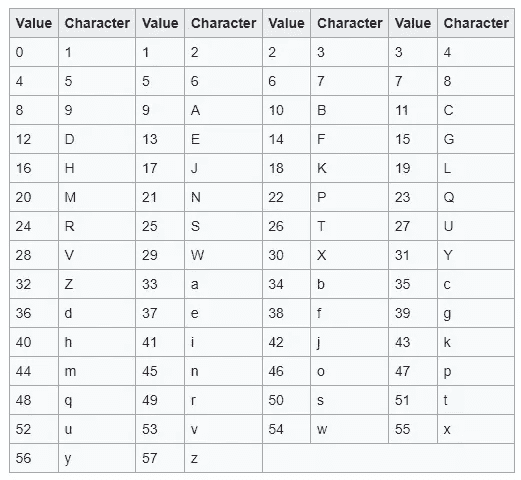 Value Character Value Character Value Character Value Character
0 1 1 2 2 3 3 4
4 5 5 6 6 7 7 8
8 9 9 A 10 B 11 C
12 D 13 E 14 F 15 G
16 H 17 J 18 K 19 L
20 M 21 N 22 P 23 Q
24 R 25 S 26 T 27 U
28 V 29 W 30 X 31 Y
32 Z 33 a 34 b 35 c
36 d 37 e 38 f 39 g
40 h 41 i 42 j 43 k
44 m 45 n 46 o 47 p
48 q 49 r 50 s 51 t
52 u 53 v 54 w 55 x
56 y 57 z